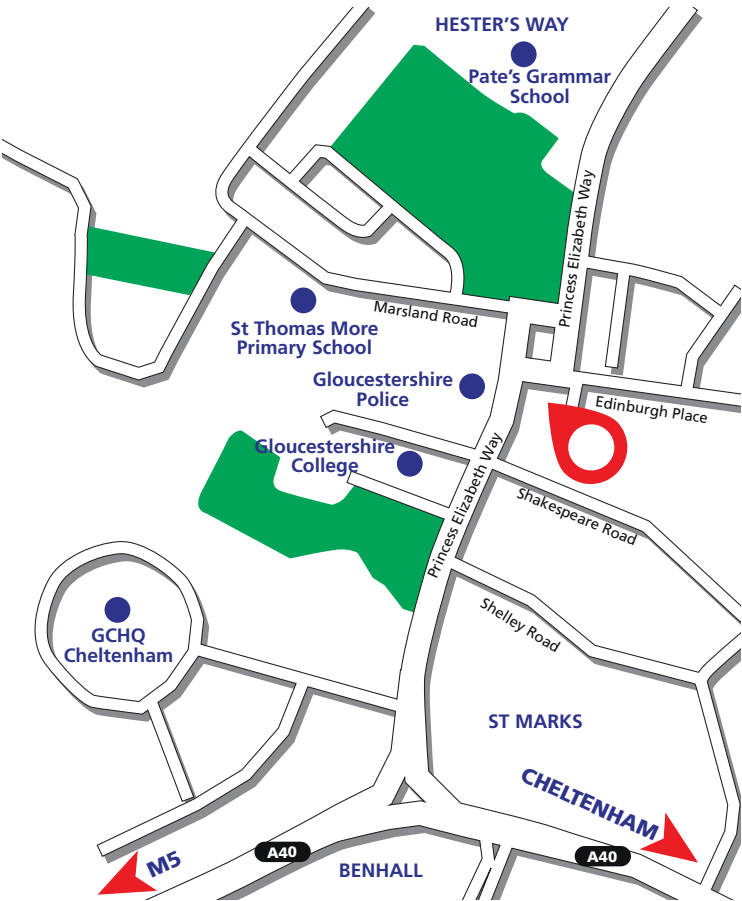 HESTER'S WAY
Pate's Grammar
School
Princess Elizabeth Way
Marsland Road
St Thomas More
Primary School
Gloucestershire
Police
Edinburgh Place
Gloucestershire
College
Princess Elizabeth Way
Shakespeare Road
Shelley Road
GCHQ
Cheltenham
ST MARKS
CHELTENHAM
M5
A40
A40
BENHALL